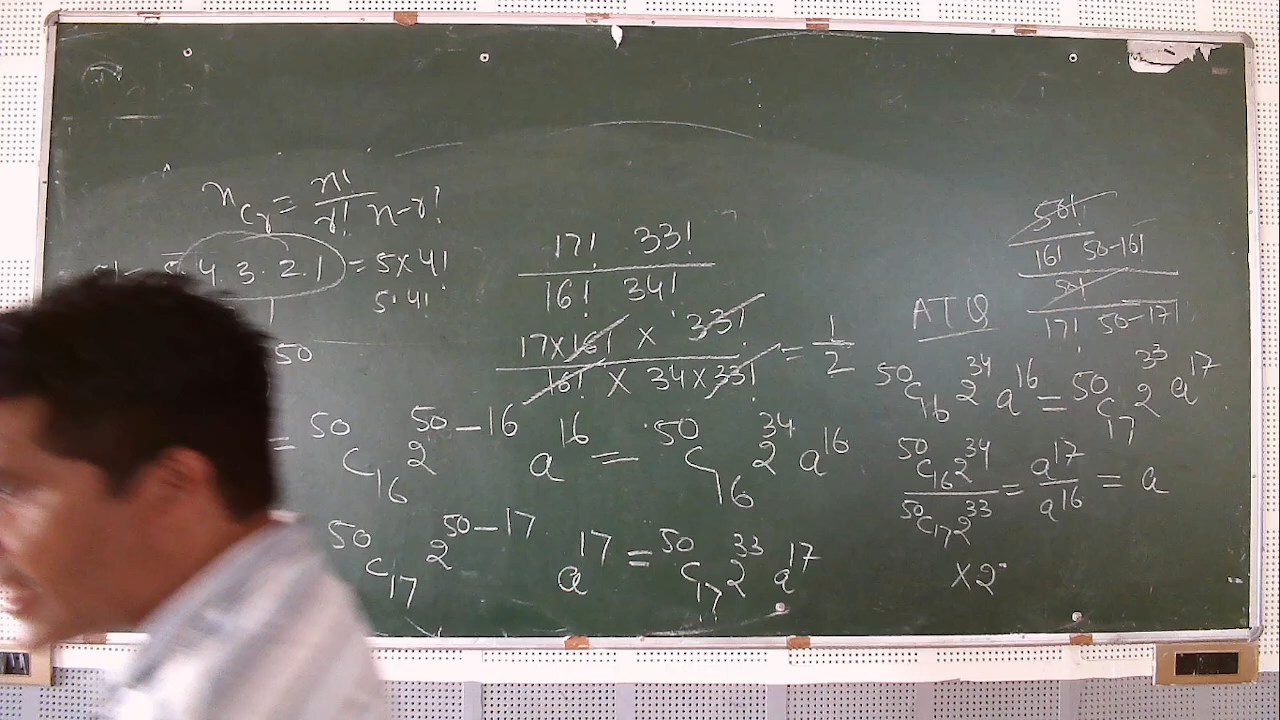 nCr = n! / r! n-r!
4. 3. 2. 1 = 5 x 4!
5. 4!
50
= 50C16 2^50-16 a^16 = 50C16 2^34 a^16
50C17 2^50-17 a^17 = 50C17 2^33 a^17
17! 33!
16! 34!
17 x 16! x 33!
16! x 34 x 33! = 1/2
50!
16! 50-16!
17! 50-17!
ATQ
50C16 2^34 a^16 = 50C17 2^33 a^17
50C16 2^34 / 50C17 2^33 = a^17 / a^16 = a
x 2